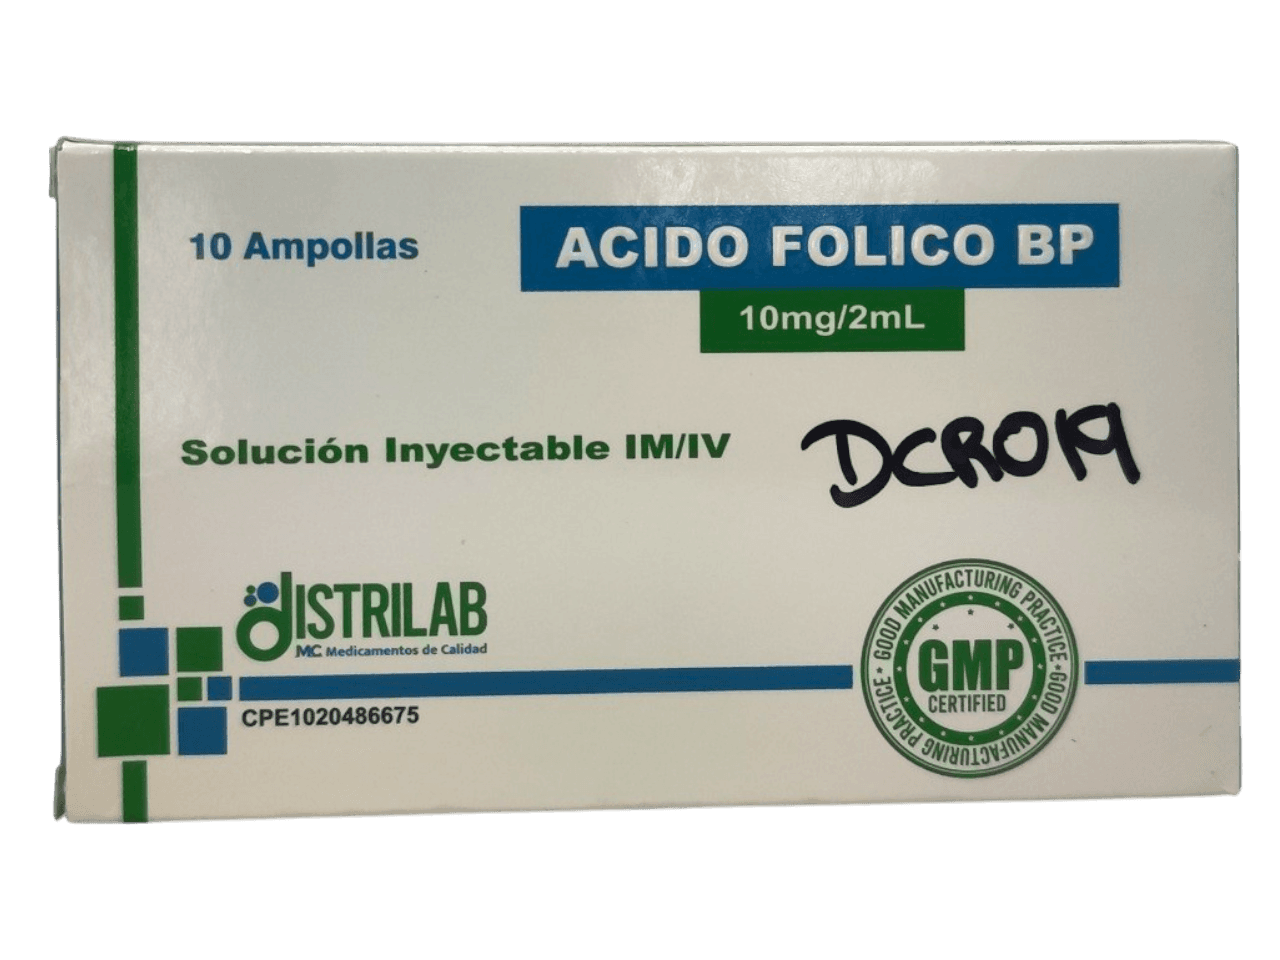 10 Ampollas
ACIDO FOLICO BP
10mg/2mL
Solución Inyectable IM/IV
DCRO19
DISTRILAB
MC Medicamentos de Calidad
CPE1020486675
GOOD MANUFACTURING PRACTICE * GOOD MANUFACTURING PRACTICE *
GMP
CERTIFIED